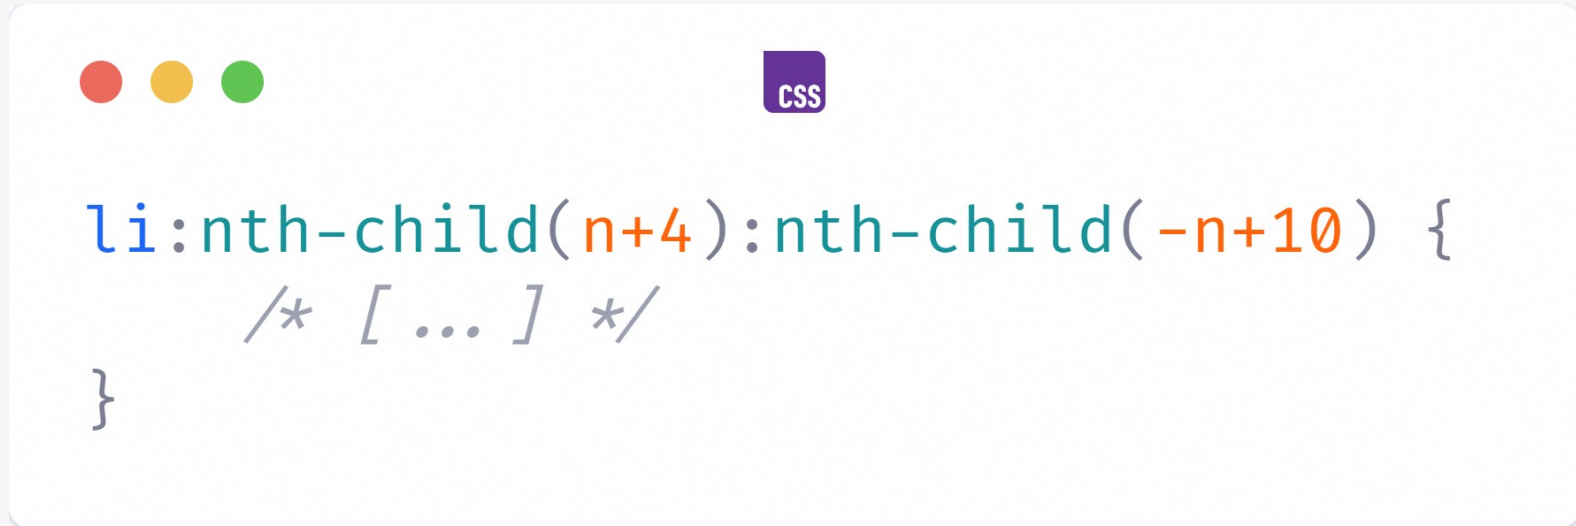 CSS
li:nth-child(n+4):nth-child(-n+10) {
/* [...] */
}